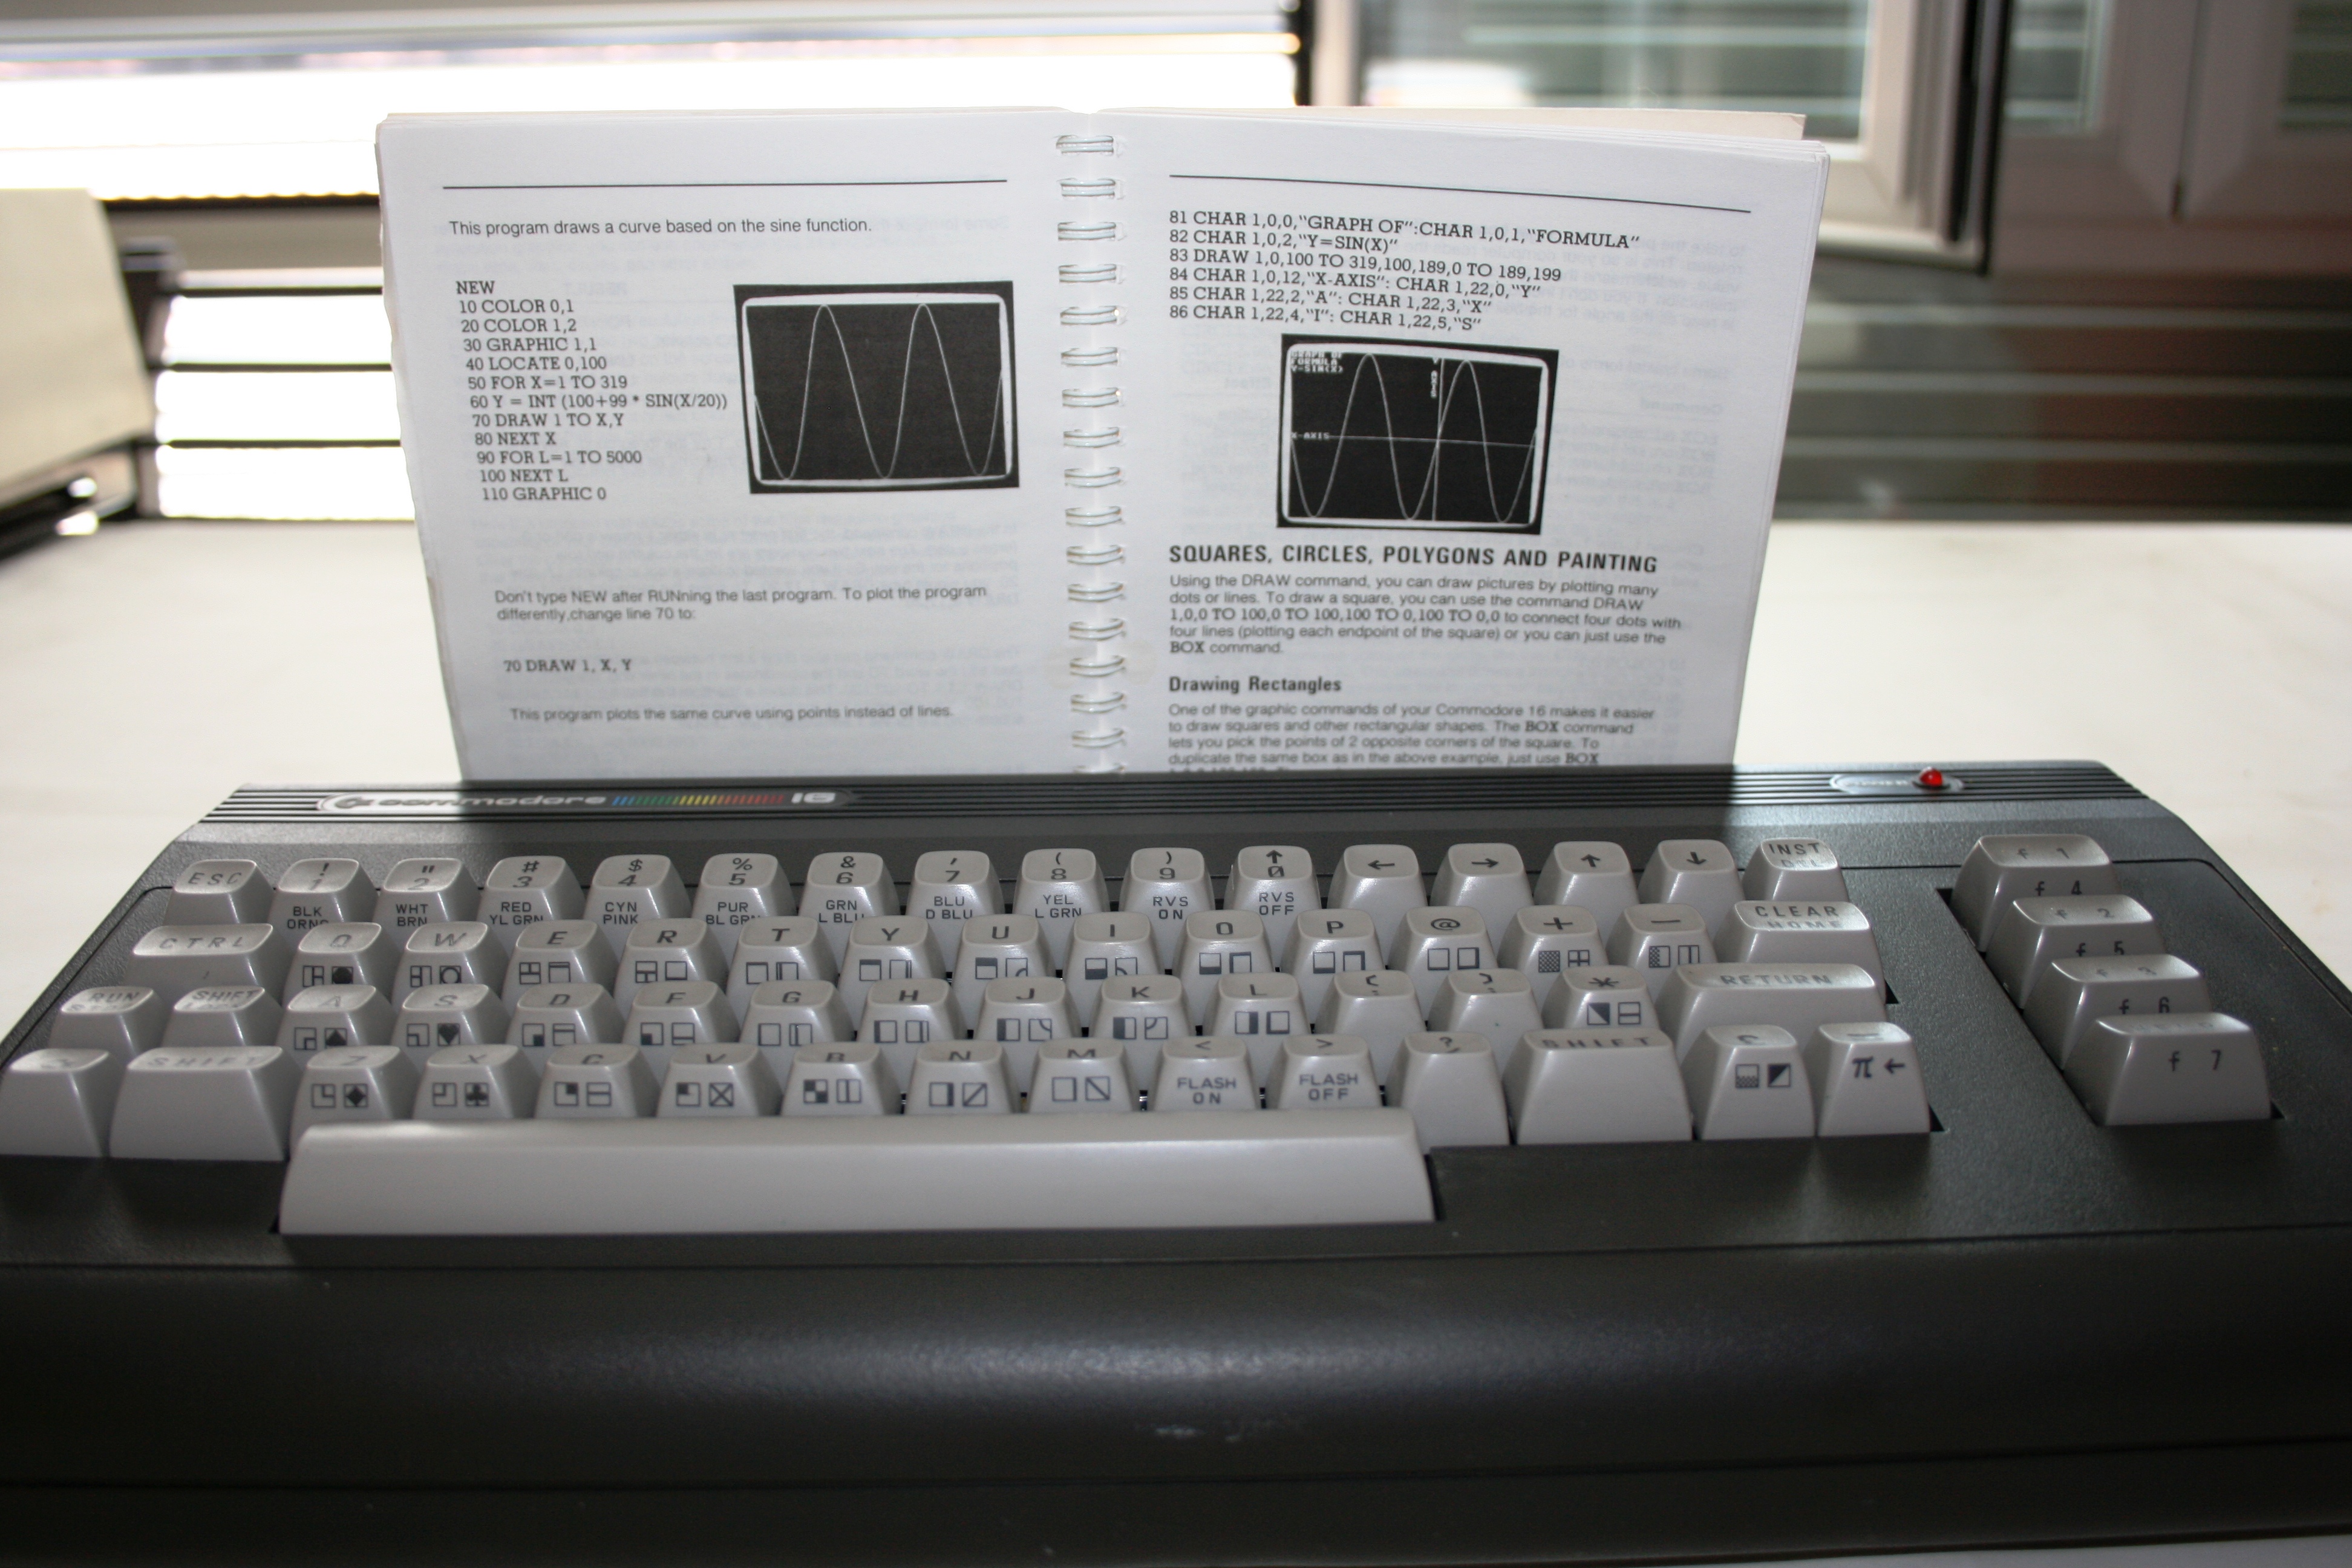 This program draws a curve based on the sine function.
NEW
10 COLOR 0,1
20 COLOR 1,2
30 GRAPHIC 1,1
40 LOCATE 0,100
50 FOR X=1 TO 319
60 Y = INT (100+99 * SIN(X/20))
70 DRAW 1 TO X,Y
80 NEXT X
90 FOR L=1 TO 5000
100 NEXT L
110 GRAPHIC 0
Don't type NEW after RUNning the last program. To plot the program
differently,change line 70 to:
70 DRAW 1, X, Y
This program plots the same curve using points instead of lines.
81 CHAR 1,0,0,"GRAPH OF":CHAR 1,0,1,"FORMULA"
82 CHAR 1,0,2,"Y=SIN(X)"
83 DRAW 1,0,100 TO 319,100,189,0 TO 189,199
84 CHAR 1,0,12,"X-AXIS": CHAR 1,22,0,"Y"
85 CHAR 1,22,2,"A": CHAR 1,22,3,"X"
86 CHAR 1,22,4,"I": CHAR 1,22,5,"S"
GRAPH OF
FORMULA
Y=SIN(X)
Y
AXIS
X-AXIS
SQUARES, CIRCLES, POLYGONS AND PAINTING
Using the DRAW command, you can draw pictures by plotting many
dots or lines. To draw a square, you can use the command DRAW
1,0,0 TO 100,0 TO 100,100 TO 0,100 TO 0,0 to connect four dots with
four lines (plotting each endpoint of the square) or you can just use the
BOX command.
Drawing Rectangles
One of the graphic commands of your Commodore 16 makes it easier
to draw squares and other rectangular shapes. The BOX command
lets you pick the points of 2 opposite corners of the square. To
duplicate the same box as in the above example, just use BOX
commodore 16
ESC ! 1 " 2 # 3 $ 4 % 5 & 6 ' 7 ( 8 ) 9 ↑ 0 ← → ↑ ↓ INST DEL f 1
BLK WHT RED CYN PUR GRN BLU YEL RVS RVS f 4
ORNG BRN YL GRN PINK BL GRN L BLU D BLU L GRN ON OFF
CTRL Q W E R T Y U I O P @ + - CLEAR HOME f 2
f 5
RUN SHIFT A S D F G H J K L * RETURN f 3
f 6
SHIFT Z X C V B N M < > ? SHIFT £
FLASH FLASH π ← f 7
ON OFF